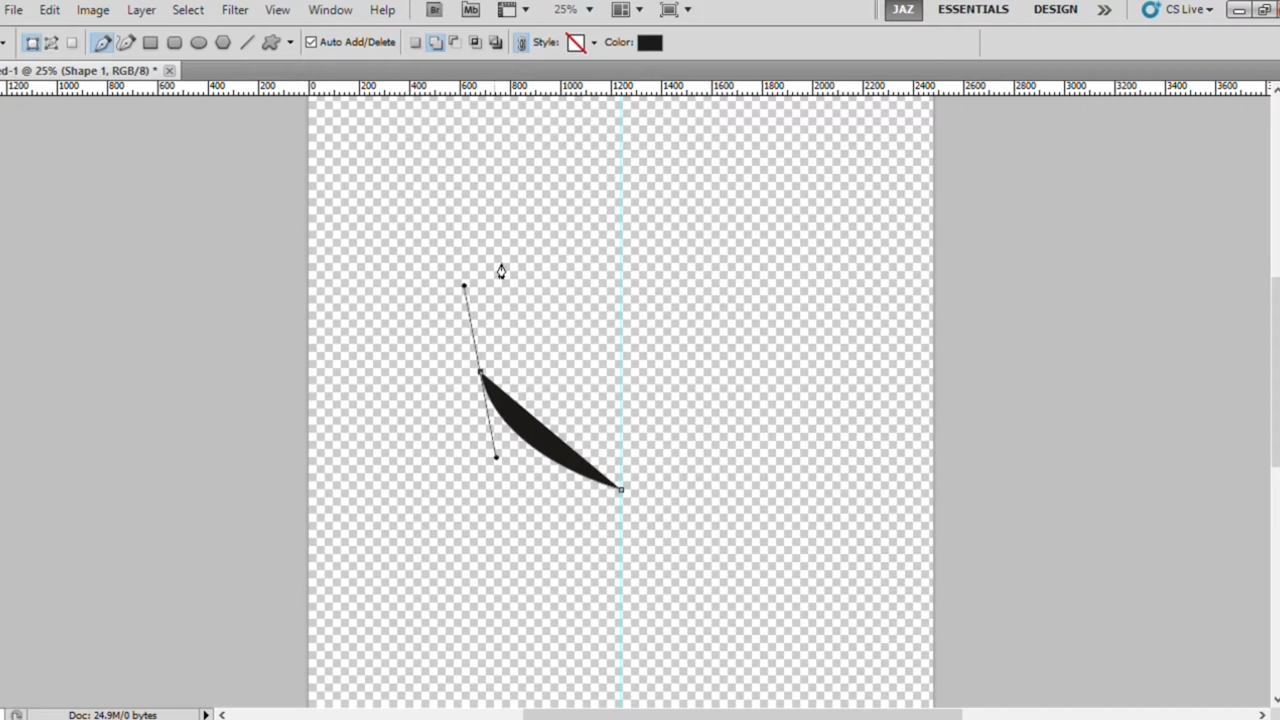 File Edit Image Layer Select Filter View Window Help Br Mb 25% JAZ ESSENTIALS DESIGN CS Live
Auto Add/Delete Style: Color:
ed-1 @ 25% (Shape 1, RGB/8) *
1200 1000 800 600 400 200 0 200 400 600 800 1000 1200 1400 1600 1800 2000 2200 2400 2600 2800 3000 3200 3400 3600
Doc: 24.9M/0 bytes